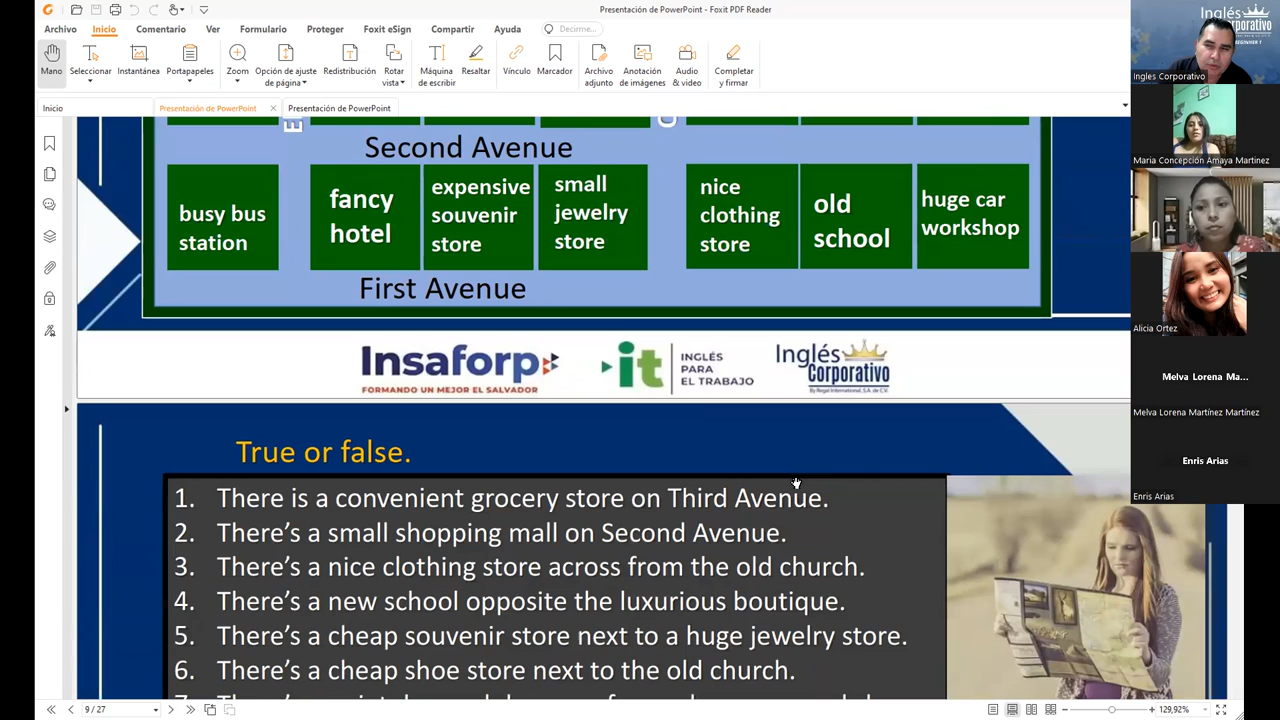 Presentación de PowerPoint - Foxit PDF Reader
Archivo Inicio Comentario Ver Formulario Proteger Foxit eSign Compartir Ayuda Decirme...
Mano
Seleccionar
Instantánea
Portapapeles
Zoom
Opción de ajuste
de página
Redistribución
Rotar
vista
Máquina
de escribir
Resaltar
Vínculo
Marcador
Archivo
adjunto
Anotación
de imágenes
Audio
& video
Completar
y firmar
Inicio
Presentación de PowerPoint
Presentación de PowerPoint
Second Avenue
busy bus
station
fancy
hotel
expensive
souvenir
store
small
jewelry
store
nice
clothing
store
old
school
huge car
workshop
First Avenue
Insaforp
FORMANDO UN MEJOR EL SALVADOR
it
INGLÉS
PARA
EL TRABAJO
Inglés
Corporativo
By Regal International, S.A. de C.V.
True or false.
1. There is a convenient grocery store on Third Avenue.
2. There's a small shopping mall on Second Avenue.
3. There's a nice clothing store across from the old church.
4. There's a new school opposite the luxurious boutique.
5. There's a cheap souvenir store next to a huge jewelry store.
6. There's a cheap shoe store next to the old church.
9 / 27
129,92%
Inglés
Corporativo
BEGINNER 1
Ingles Corporativo
Maria Concepción Amaya Martinez
Alicia Ortez
Melva Lorena Ma...
Melva Lorena Martínez Martínez
Enris Arias
Enris Arias